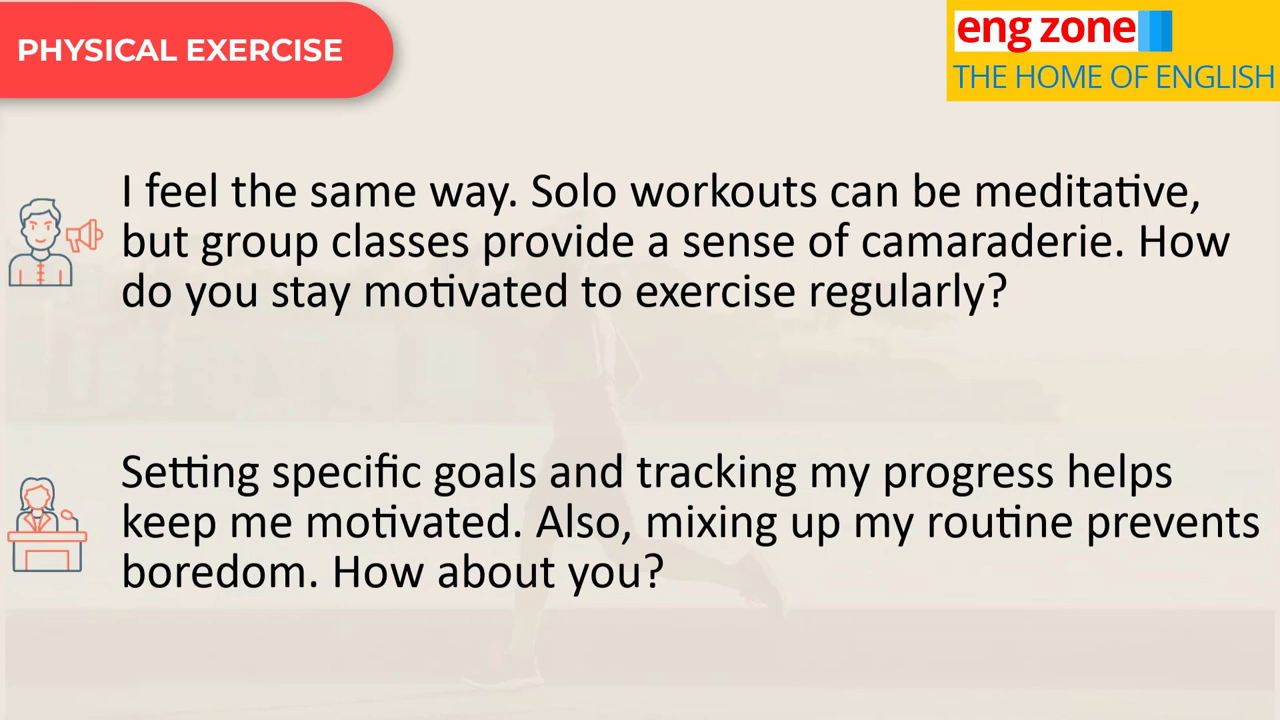 PHYSICAL EXERCISE
eng zone
THE HOME OF ENGLISH
I feel the same way. Solo workouts can be meditative,
but group classes provide a sense of camaraderie. How
do you stay motivated to exercise regularly?
Setting specific goals and tracking my progress helps
keep me motivated. Also, mixing up my routine prevents
boredom. How about you?